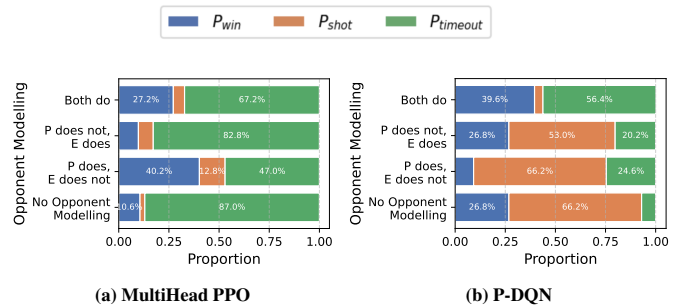 P_win P_shot P_timeout
Opponent Modelling
Both do
27.2%
67.2%
P does not,
E does
82.8%
P does,
E does not
40.2%
12.8%
47.0%
No Opponent
Modelling
10.6%
87.0%
0.00 0.25 0.50 0.75 1.00
Proportion
(a) MultiHead PPO
Opponent Modelling
Both do
39.6%
56.4%
P does not,
E does
26.8%
53.0%
20.2%
P does,
E does not
66.2%
24.6%
No Opponent
Modelling
26.8%
66.2%
0.00 0.25 0.50 0.75 1.00
Proportion
(b) P-DQN